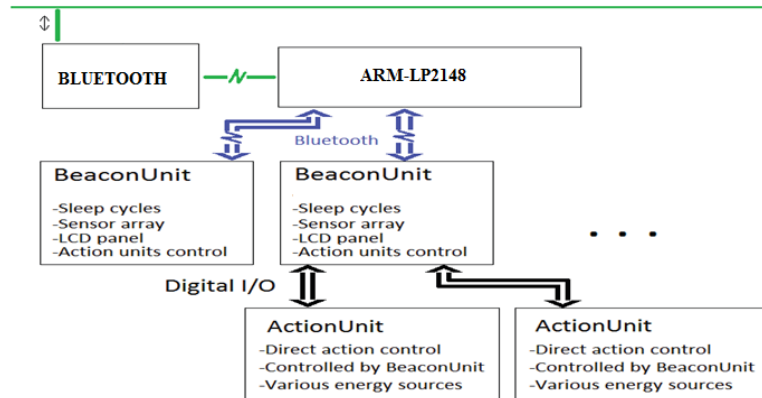 BLUETOOTH
ARM-LP2148
Bluetooth
BeaconUnit
-Sleep cycles
-Sensor array
-LCD panel
-Action units control
BeaconUnit
-Sleep cycles
-Sensor array
-LCD panel
-Action units control
. . .
Digital I/O
ActionUnit
-Direct action control
-Controlled by BeaconUnit
-Various energy sources
ActionUnit
-Direct action control
-Controlled by BeaconUnit
-Various energy sources